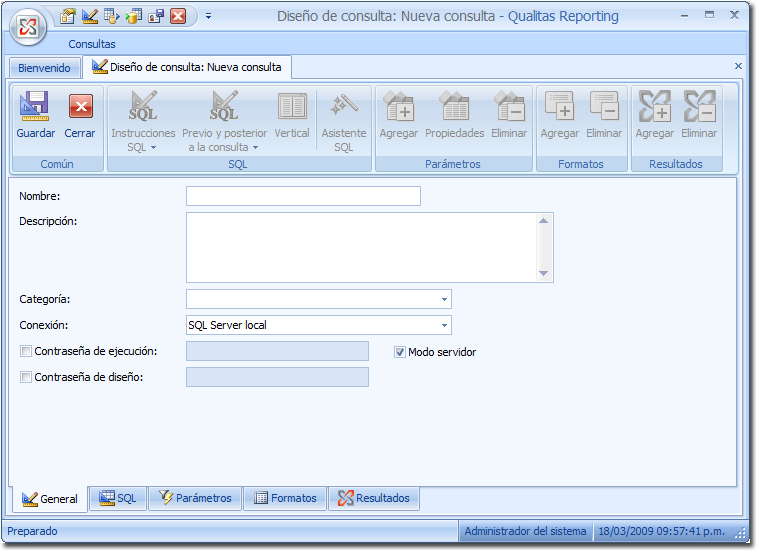 Diseño de consulta: Nueva consulta - Qualitas Reporting
Consultas
Bienvenido
Diseño de consulta: Nueva consulta
SQL SQL
Guardar Cerrar Instrucciones SQL Previo y posterior a la consulta Vertical Asistente SQL Agregar Propiedades Eliminar Agregar Eliminar Agregar Eliminar
Común SQL Parámetros Formatos Resultados
Nombre:
Descripción:
Categoría:
Conexión: SQL Server local
Contraseña de ejecución: Modo servidor
Contraseña de diseño:
General SQL Parámetros Formatos Resultados
Preparado Administrador del sistema 18/03/2009 09:57:41 p.m.